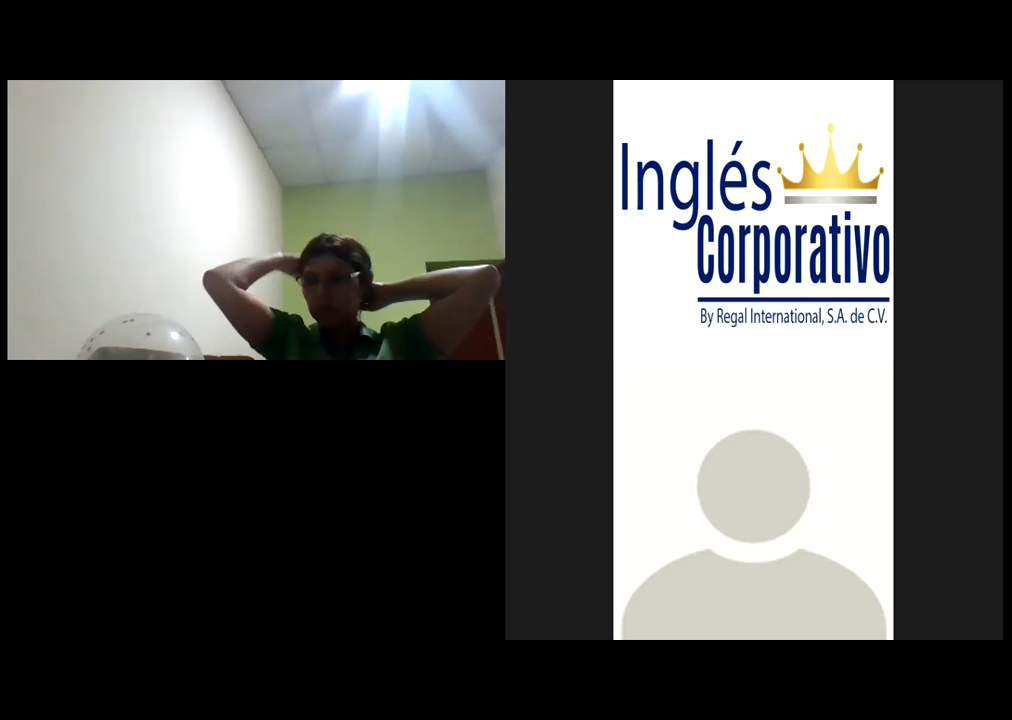 Inglés
Corporativo
By Regal International, S.A. de C.V.